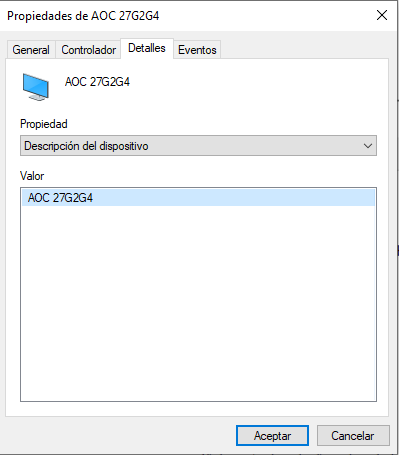 Propiedades de AOC 27G2G4
General Controlador Detalles Eventos
AOC 27G2G4
Propiedad
Descripción del dispositivo
Valor
AOC 27G2G4
Aceptar Cancelar